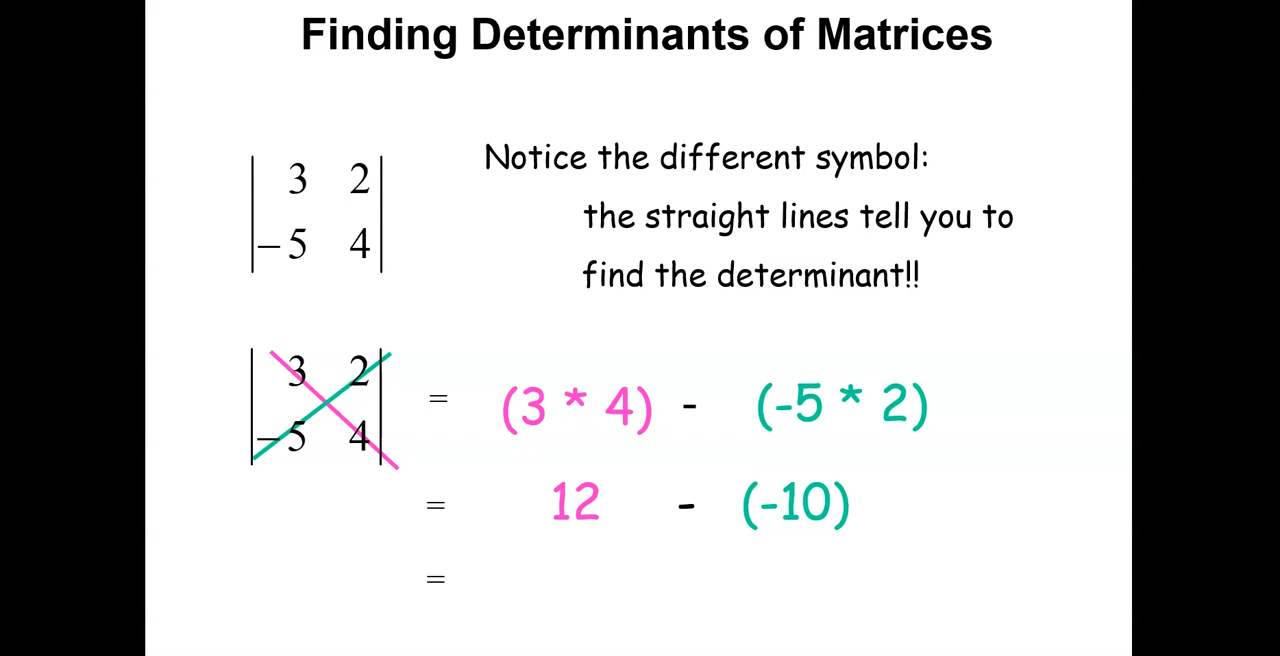 Finding Determinants of Matrices
| 3 2 |
| −5 4 |
Notice the different symbol:
the straight lines tell you to
find the determinant!!
| 3 2 |
| −5 4 |
= (3 * 4) - (-5 * 2)
= 12 - (-10)
=